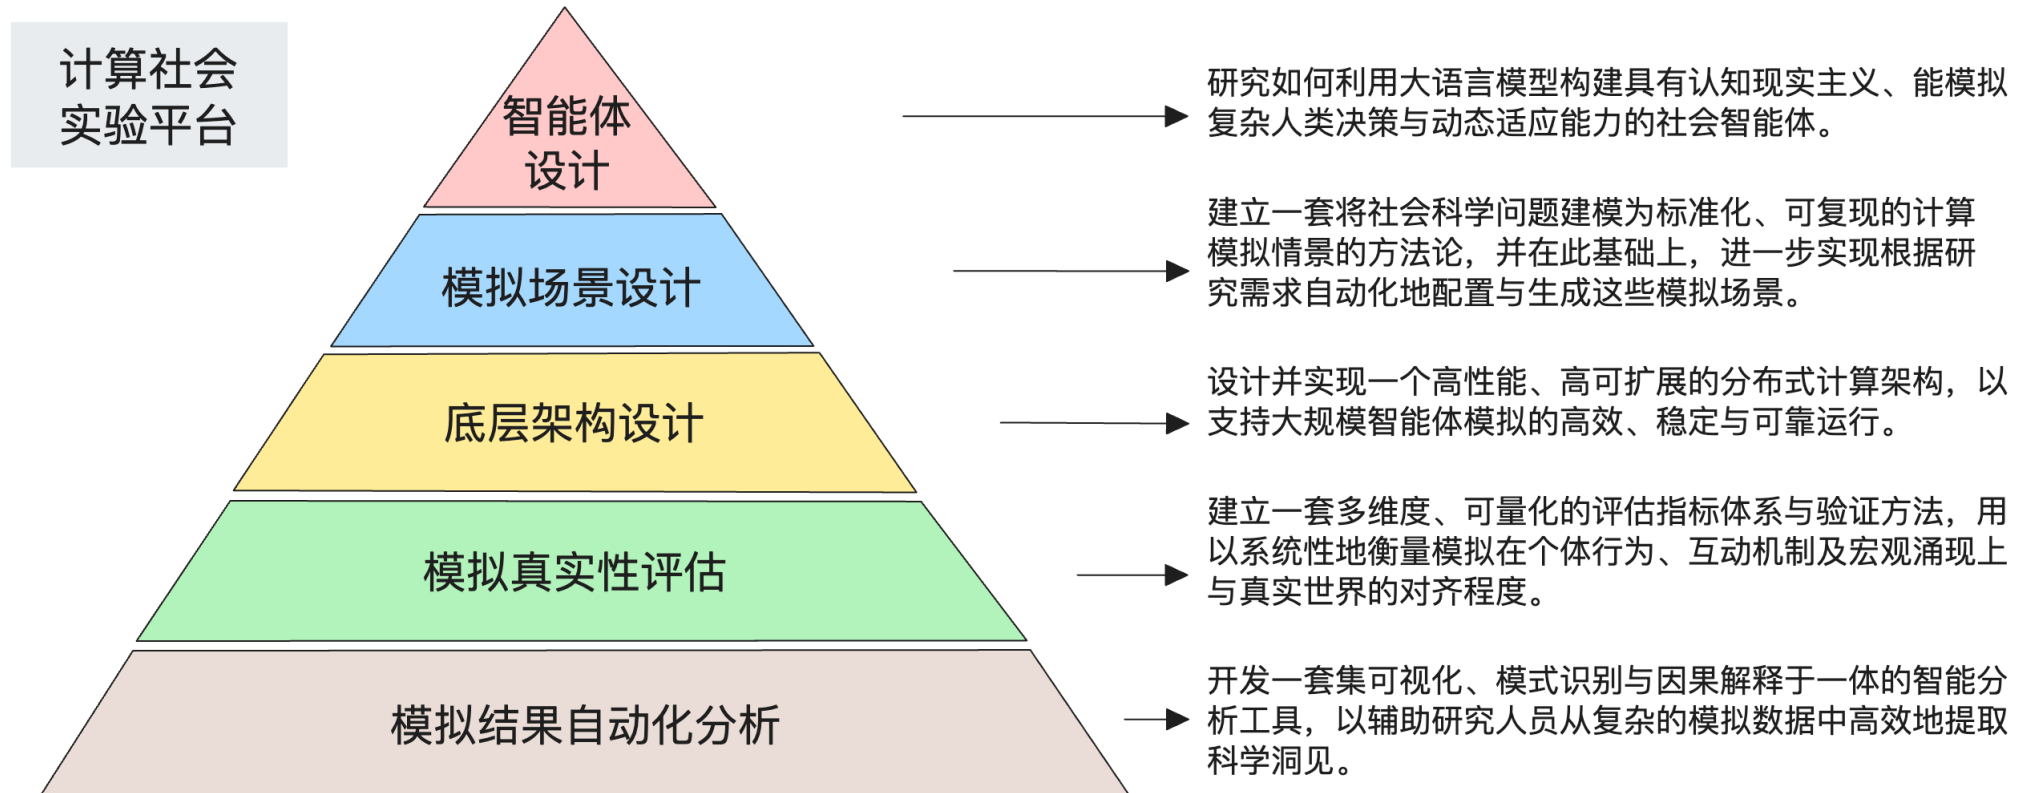 计算社会
实验平台
智能体
设计
研究如何利用大语言模型构建具有认知现实主义、能模拟
复杂人类决策与动态适应能力的社会智能体。
模拟场景设计
建立一套将社会科学问题建模为标准化、可复现的计算
模拟情景的方法论，并在此基础上，进一步实现根据研
究需求自动化地配置与生成这些模拟场景。
底层架构设计
设计并实现一个高性能、高可扩展的分布式计算架构，以
支持大规模智能体模拟的高效、稳定与可靠运行。
模拟真实性评估
建立一套多维度、可量化的评估指标体系与验证方法，用
以系统性地衡量模拟在个体行为、互动机制及宏观涌现上
与真实世界的对齐程度。
模拟结果自动化分析
开发一套集可视化、模式识别与因果解释于一体的智能分
析工具，以辅助研究人员从复杂的模拟数据中高效地提取
科学洞见。